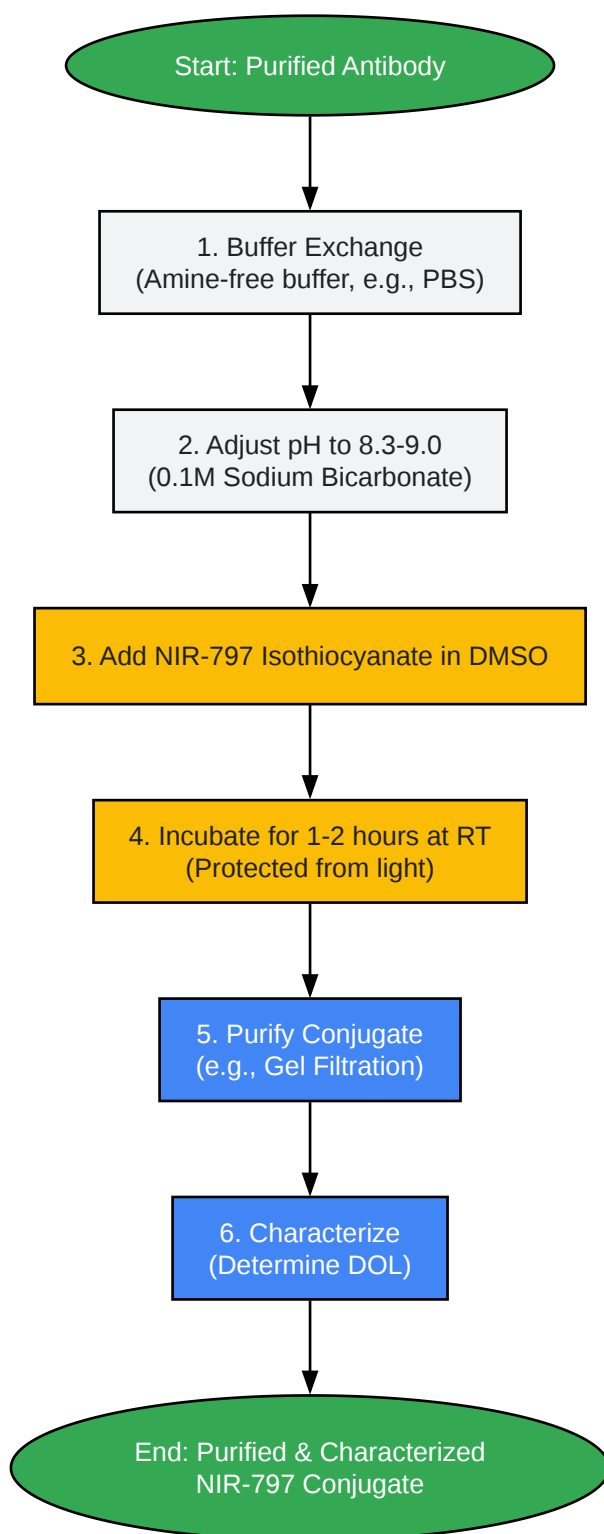 Start: Purified Antibody
1. Buffer Exchange
(Amine-free buffer, e.g., PBS)
2. Adjust pH to 8.3-9.0
(0.1M Sodium Bicarbonate)
3. Add NIR-797 Isothiocyanate in DMSO
4. Incubate for 1-2 hours at RT
(Protected from light)
5. Purify Conjugate
(e.g., Gel Filtration)
6. Characterize
(Determine DOL)
End: Purified & Characterized
NIR-797 Conjugate